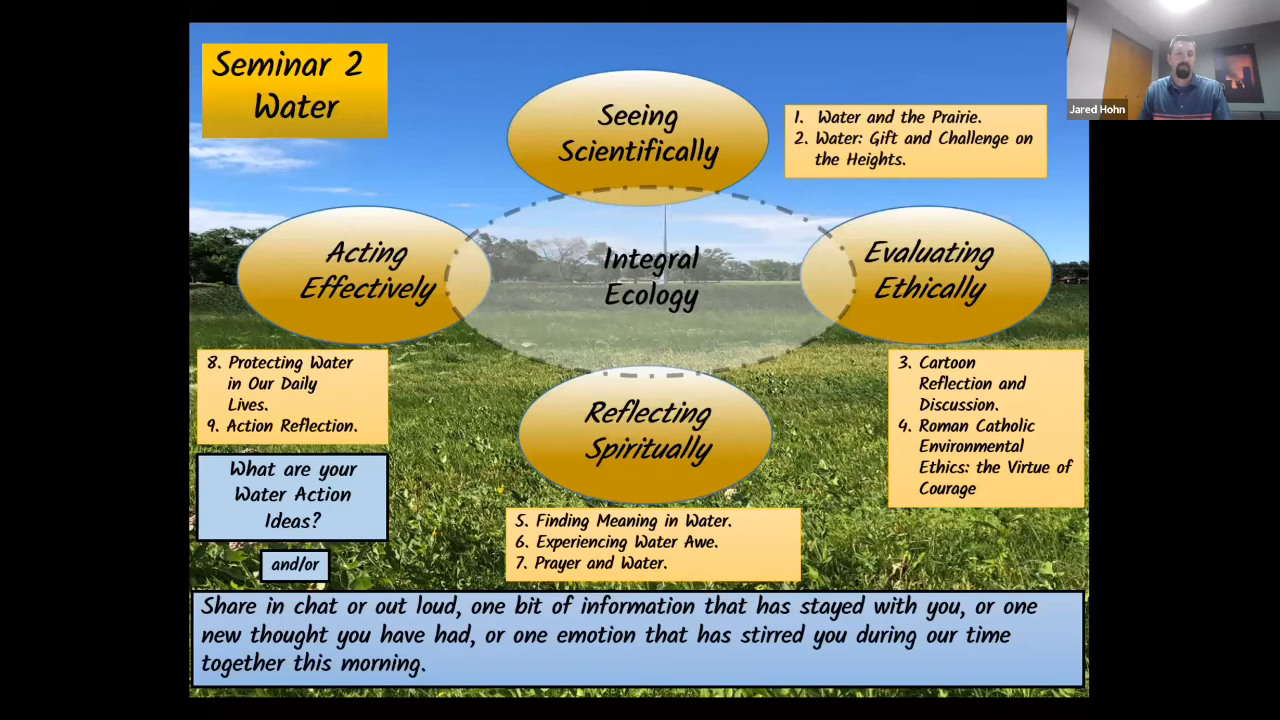 Seminar 2
Water
Seeing
Scientifically
1. Water and the Prairie.
2. Water: Gift and Challenge on
the Heights.
Jared Hohn
Acting
Effectively
Integral
Ecology
Evaluating
Ethically
8. Protecting Water
in Our Daily
Lives.
9. Action Reflection.
Reflecting
Spiritually
3. Cartoon
Reflection and
Discussion.
4. Roman Catholic
Environmental
Ethics: the Virtue of
Courage
What are your
Water Action
Ideas?
5. Finding Meaning in Water.
6. Experiencing Water Awe.
7. Prayer and Water.
and/or
Share in chat or out loud, one bit of information that has stayed with you, or one
new thought you have had, or one emotion that has stirred you during our time
together this morning.